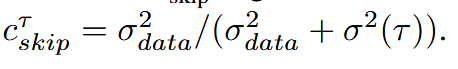 c^τ_skip = σ²_data/(σ²_data + σ²(τ)).